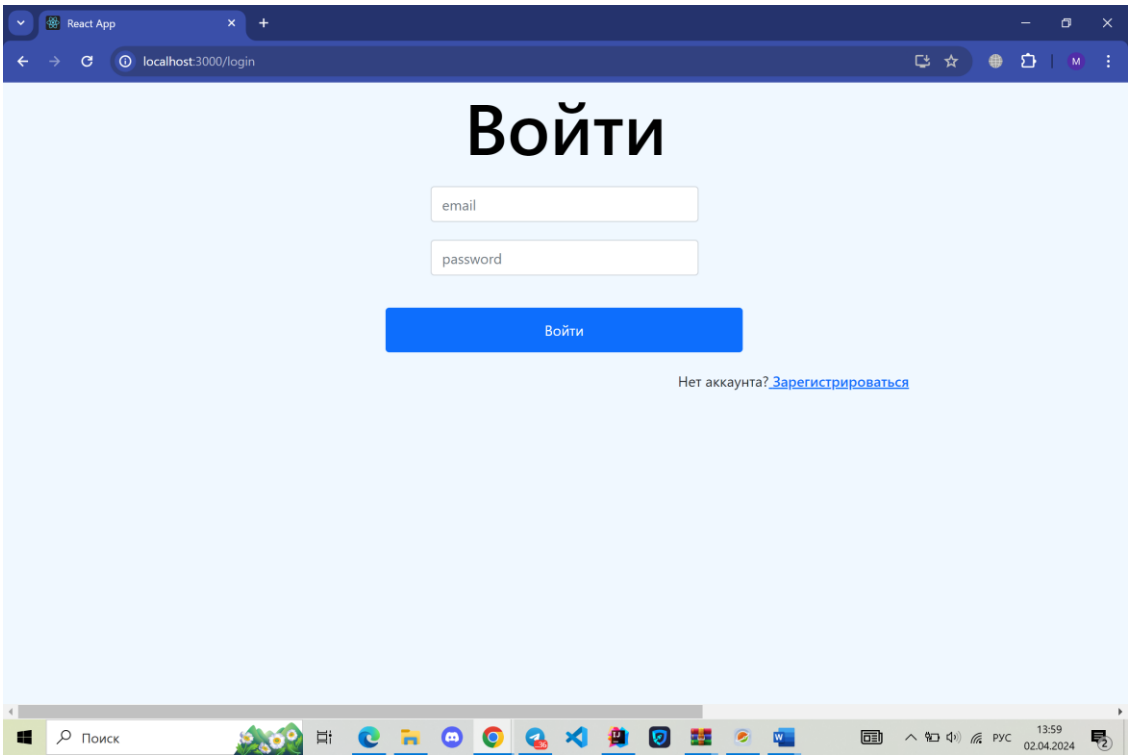 React App
localhost:3000/login
M
Войти
email
password
Войти
Нет аккаунта? Зарегистрироваться
Поиск
W
РУС
13:59
02.04.2024
2